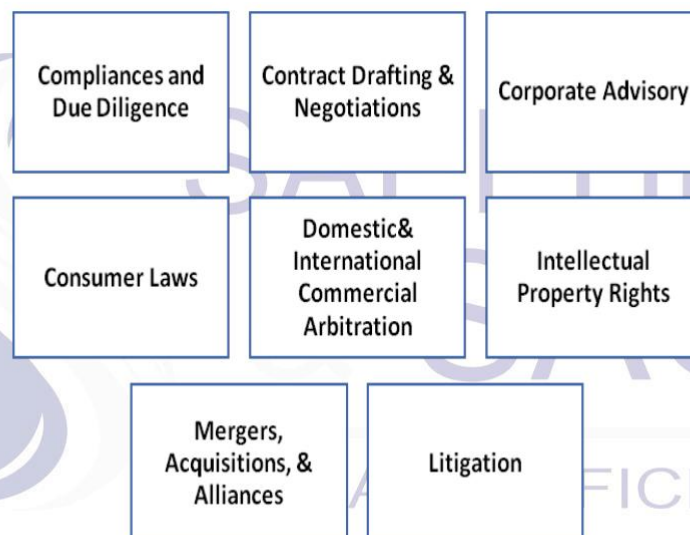 Compliances and
Due Diligence
Contract Drafting &
Negotiations
Corporate Advisory
Consumer Laws
Domestic&
International
Commercial
Arbitration
Intellectual
Property Rights
Mergers,
Acquisitions, &
Alliances
Litigation